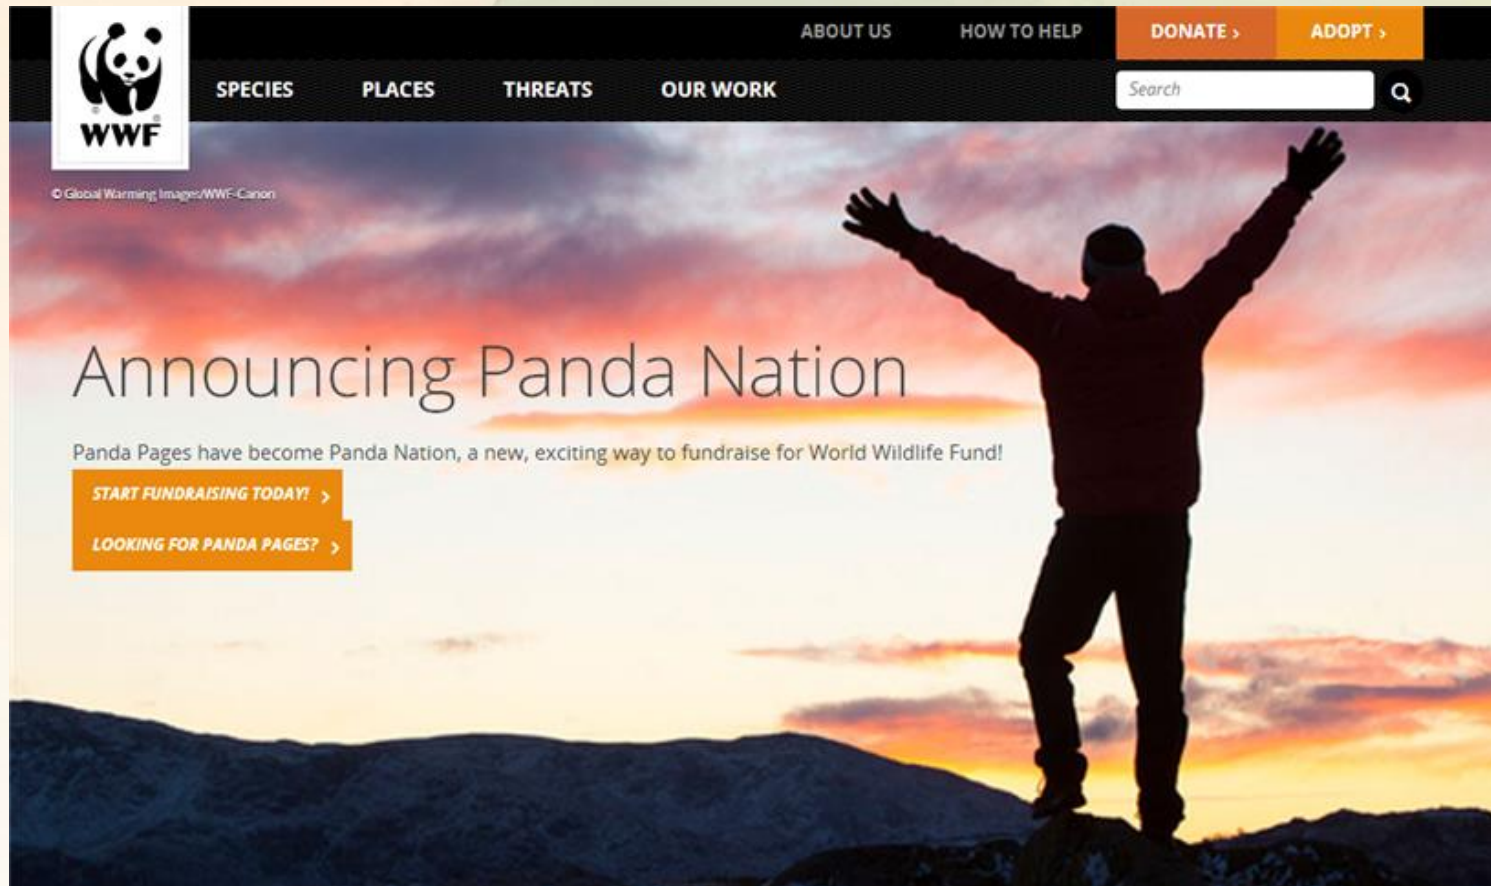 ABOUT US HOW TO HELP DONATE › ADOPT ›
SPECIES PLACES THREATS OUR WORK Search
WWF
© Global Warming Images/WWF-Canon
Announcing Panda Nation
Panda Pages have become Panda Nation, a new, exciting way to fundraise for World Wildlife Fund!
START FUNDRAISING TODAY! ›
LOOKING FOR PANDA PAGES? ›